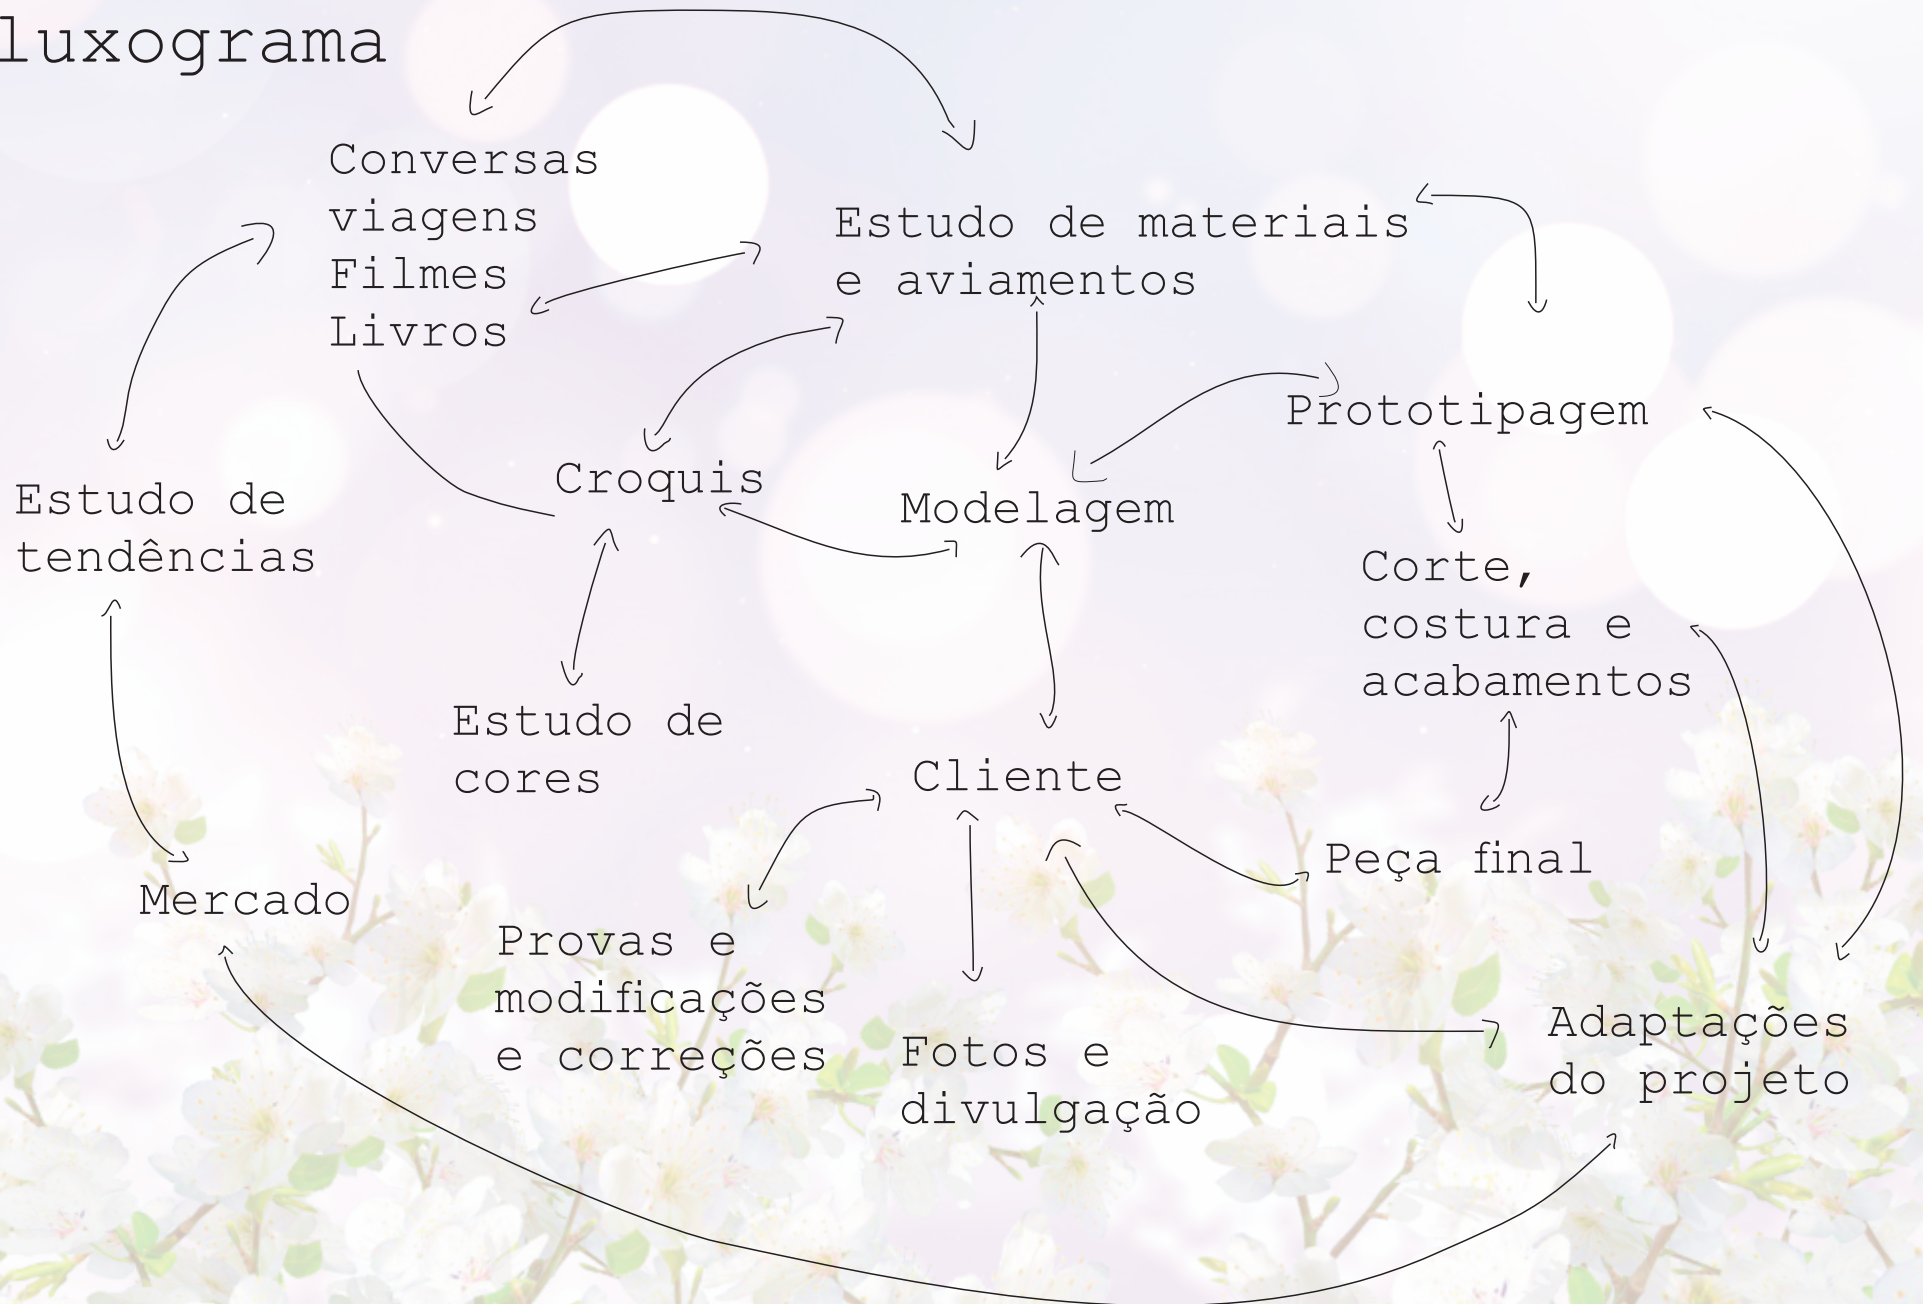 luxograma
Conversas
viagens
Filmes
Livros
Estudo de materiais
e aviamentos
Prototipagem
Croquis
Modelagem
Estudo de
tendências
Corte,
costura e
acabamentos
Estudo de
cores
Cliente
Peça final
Mercado
Provas e
modificações
e correções
Fotos e
divulgação
Adaptações
do projeto